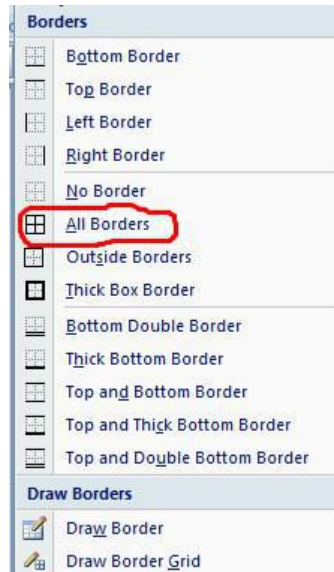 Borders
Bottom Border
Top Border
Left Border
Right Border
No Border
All Borders
Outside Borders
Thick Box Border
Bottom Double Border
Thick Bottom Border
Top and Bottom Border
Top and Thick Bottom Border
Top and Double Bottom Border
Draw Borders
Draw Border
Draw Border Grid